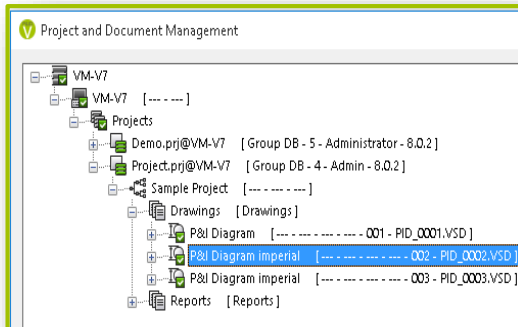 Project and Document Management
VM-V7
VM-V7 [--- - ---]
Projects
Demo.prj@VM-V7 [ Group DB - 5 - Administrator - 8.0.2 ]
Project.prj@VM-V7 [ Group DB - 4 - Admin - 8.0.2 ]
Sample Project [--- - --- - ---]
Drawings [Drawings]
P&I Diagram [--- - --- - --- - --- - 001 - PID_0001.VSD ]
P&I Diagram imperial [--- - --- - --- - --- - 002 - PID_0002.VSD ]
P&I Diagram imperial [--- - --- - --- - --- - 003 - PID_0003.VSD ]
Reports [Reports]